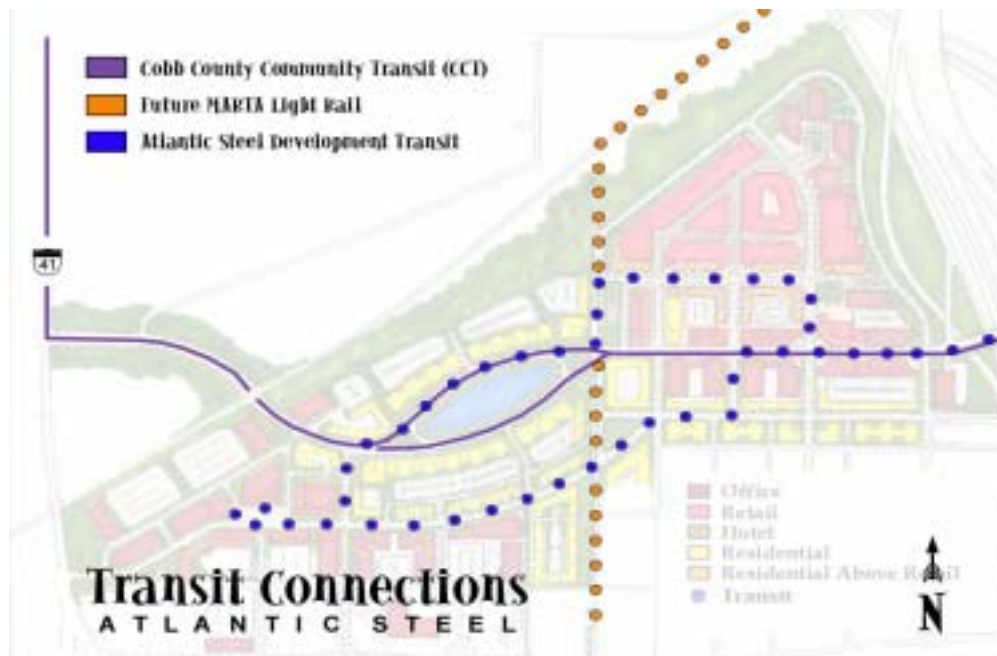 Cobb County Community Transit (CCT)
Future MARTA Light Rail
Atlantic Steel Development Transit
41
Office
Retail
Hotel
Residential
Residential Above Retail
Transit
Transit Connections
ATLANTIC STEEL
N